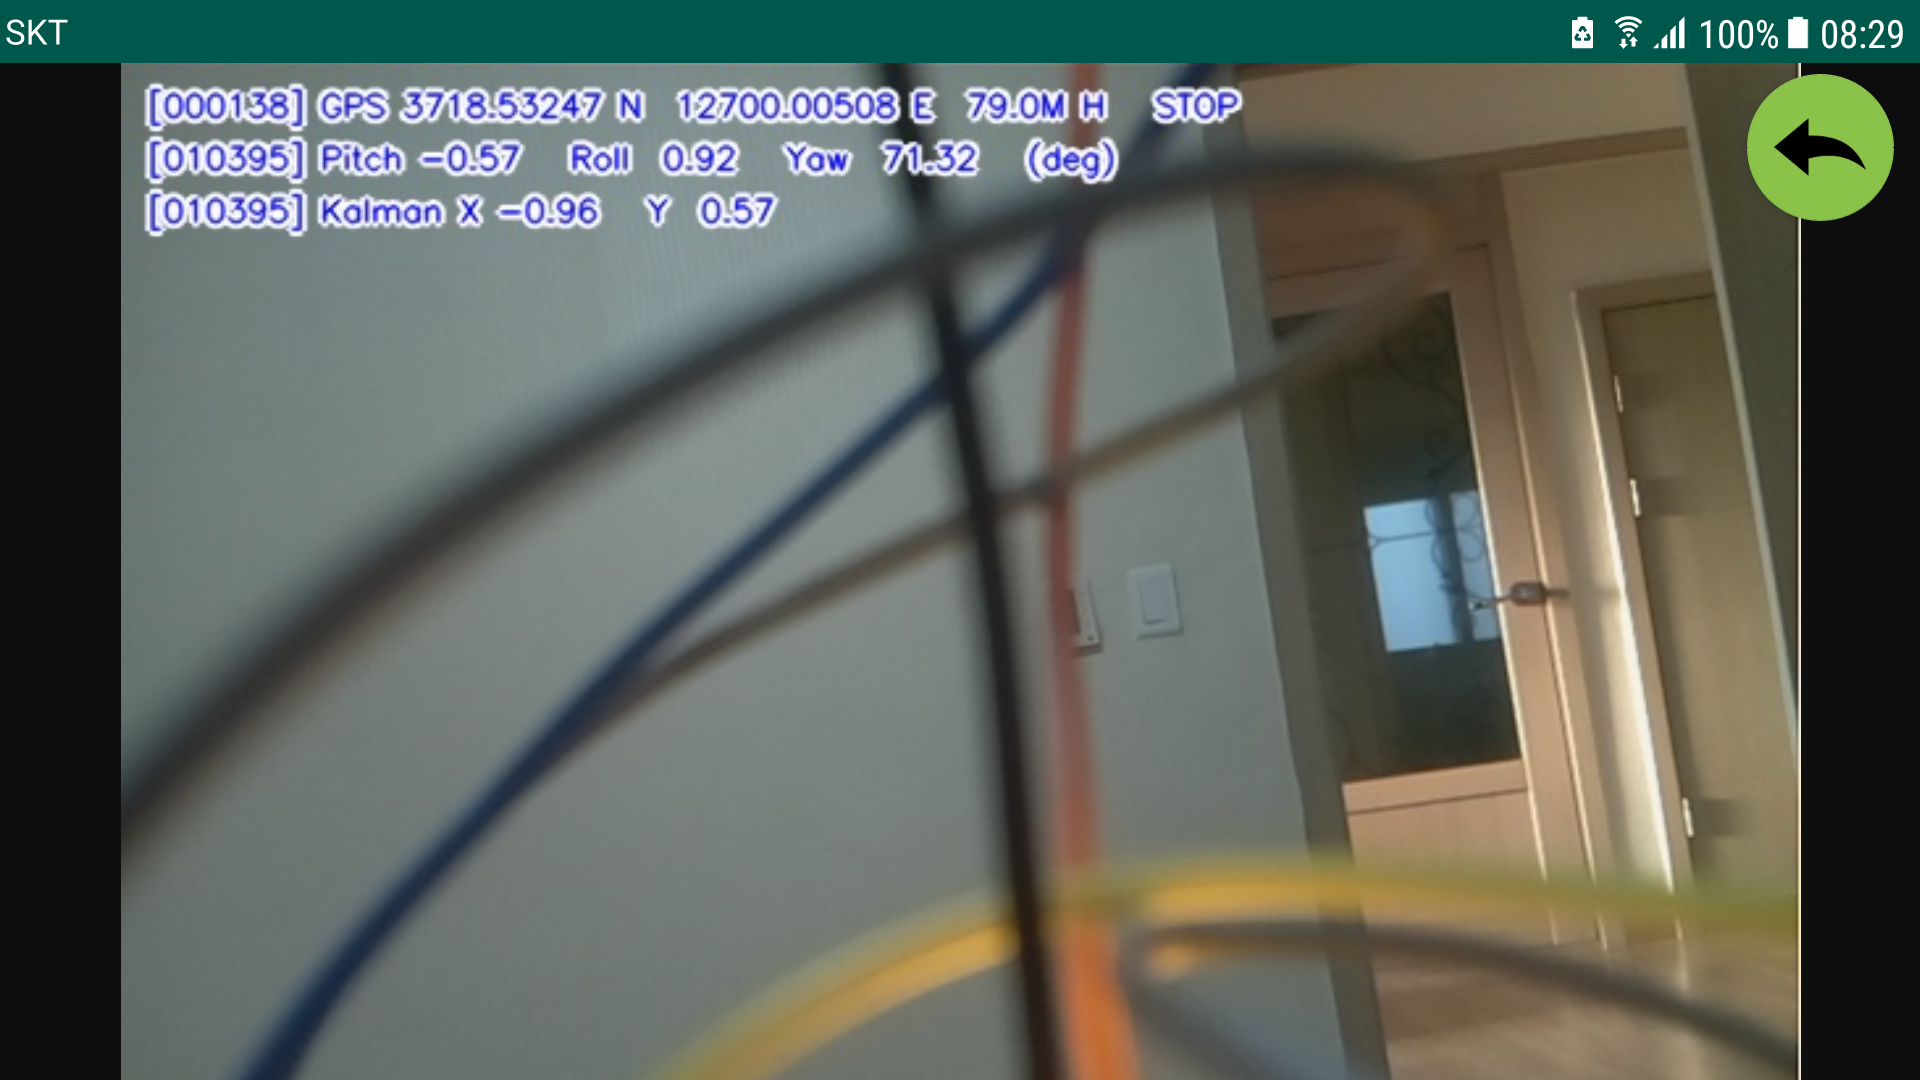 SKT 100% 08:29
[000138] GPS 3718.53247 N 12700.00508 E 79.0M H STOP
[010395] Pitch -0.57 Roll 0.92 Yaw 71.32 (deg)
[010395] Kalman X -0.96 Y 0.57